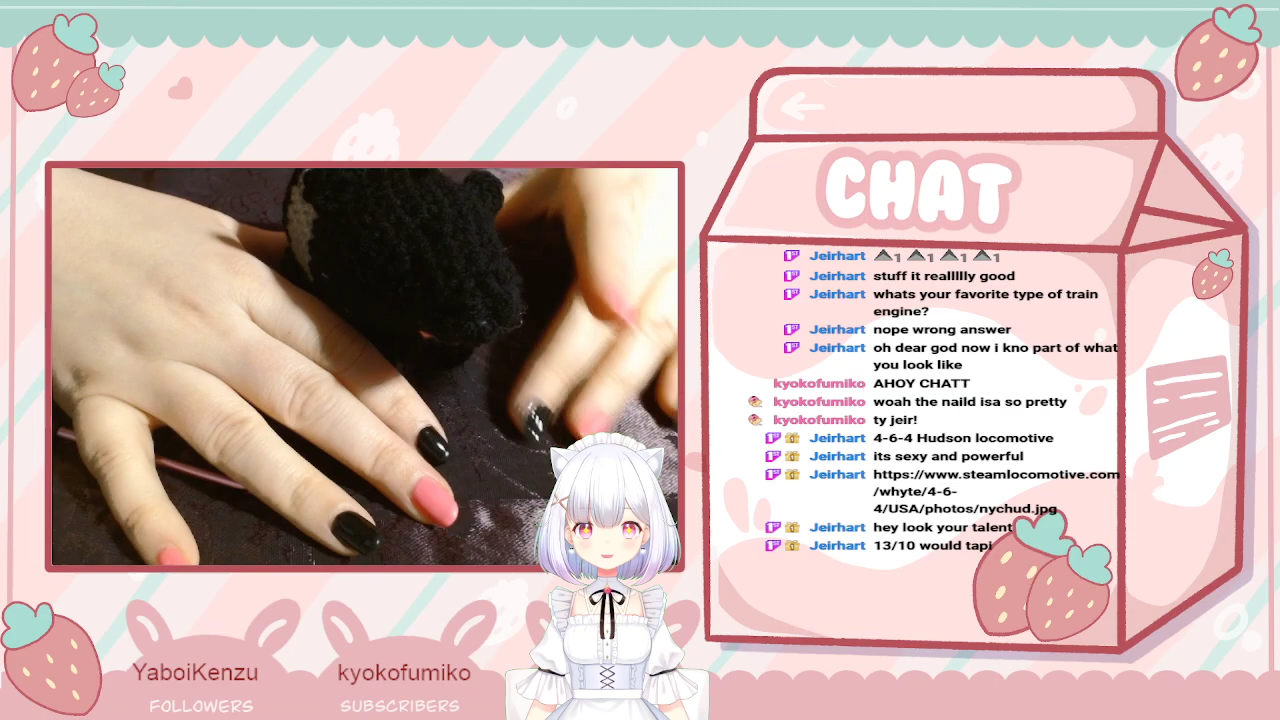 CHAT
Jeirhart 1 1 1 1
Jeirhart stuff it realllly good
Jeirhart whats your favorite type of train
engine?
Jeirhart nope wrong answer
Jeirhart oh dear god now i kno part of what
you look like
kyokofumiko AHOY CHATT
kyokofumiko woah the naild isa so pretty
kyokofumiko ty jeir!
Jeirhart 4-6-4 Hudson locomotive
Jeirhart its sexy and powerful
Jeirhart https://www.steamlocomotive.com
/whyte/4-6-
4/USA/photos/nychud.jpg
Jeirhart hey look your talent
Jeirhart 13/10 would tapi
YaboiKenzu
FOLLOWERS
kyokofumiko
SUBSCRIBERS